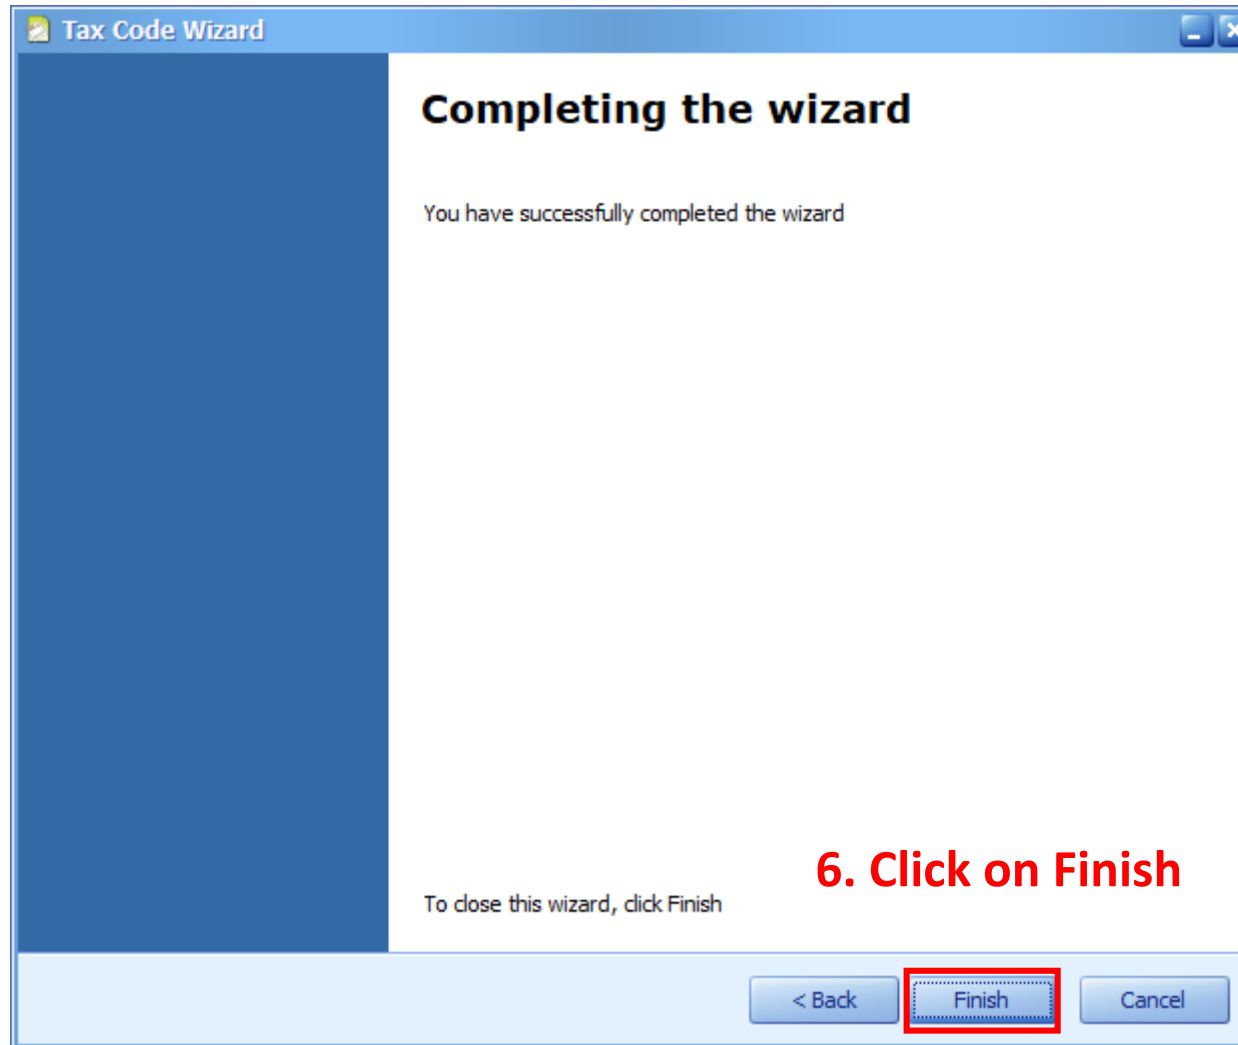 Tax Code Wizard
Completing the wizard
You have successfully completed the wizard
6. Click on Finish
To close this wizard, click Finish
< Back
Finish
Cancel